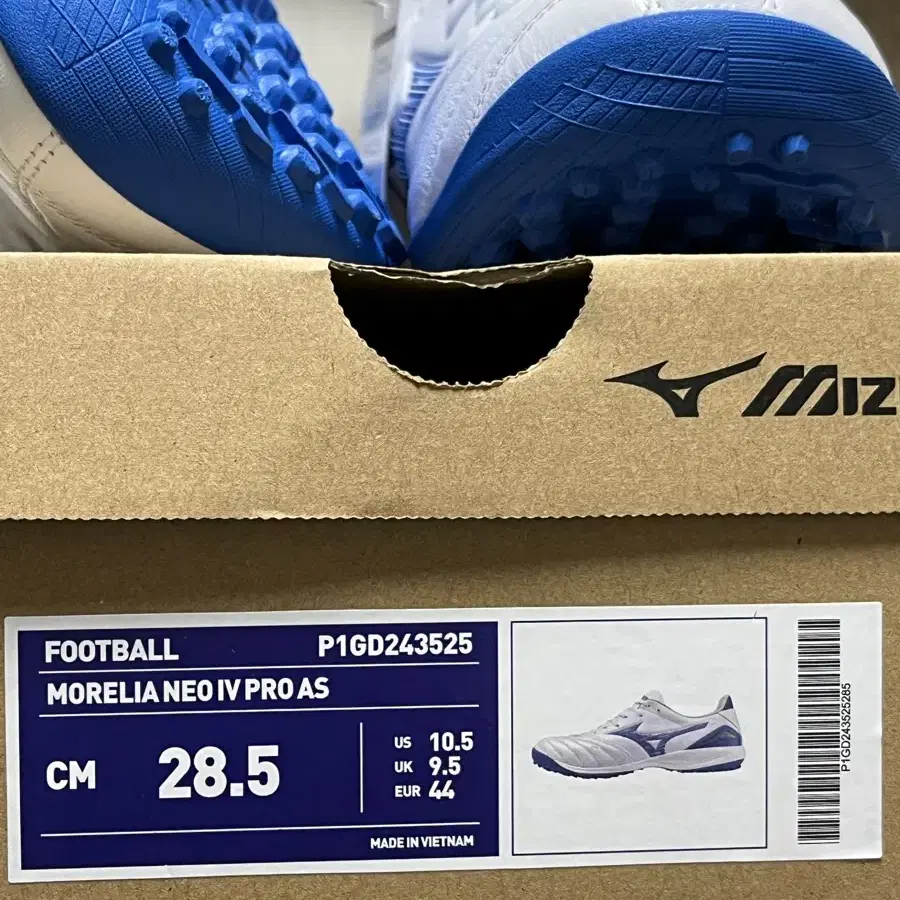 MIZ
FOOTBALL P1GD243525
MORELIA NEO IV PRO AS
CM 28.5
US 10.5
UK 9.5
EUR 44
MADE IN VIETNAM
P1GD243525285